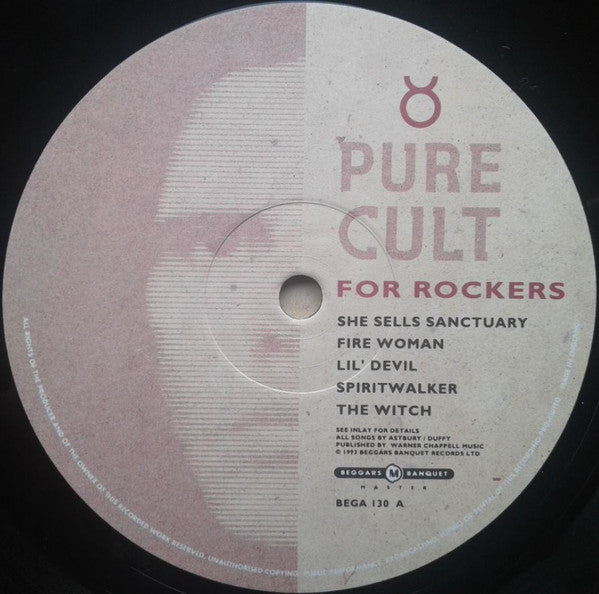 PURE
CULT
FOR ROCKERS
SHE SELLS SANCTUARY
FIRE WOMAN
LIL' DEVIL
SPIRITWALKER
THE WITCH
SEE INLAY FOR DETAILS
ALL SONGS BY ASTBURY / DUFFY
PUBLISHED BY WARNER CHAPPELL MUSIC
© 1993 BEGGARS BANQUET RECORDS LTD
BEGGARS M BANQUET
MASTER
BEGA 130 A
ALL RIGHTS OF THE PRODUCER AND OF THE OWNER OF THIS RECORDED WORK RESERVED. UNAUTHORISED COPYING, PUBLIC PERFORMANCE,